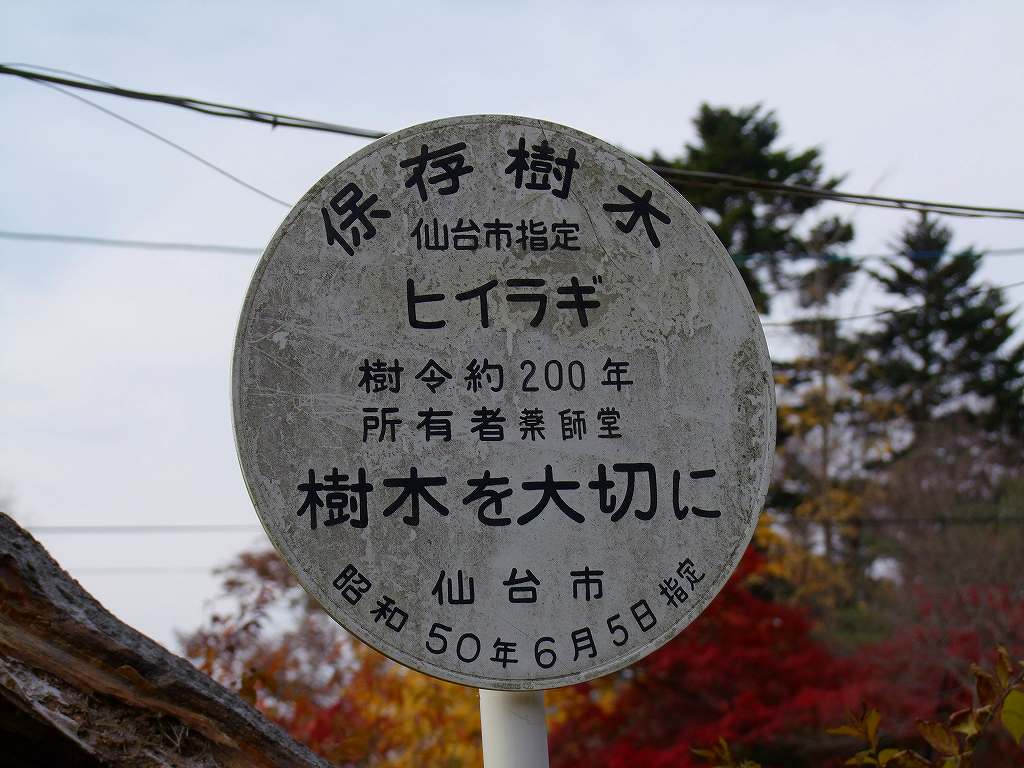 保存樹木
仙台市指定
ヒイラギ
樹令約200年
所有者薬師堂
樹木を大切に
仙台市
昭和50年6月5日指定